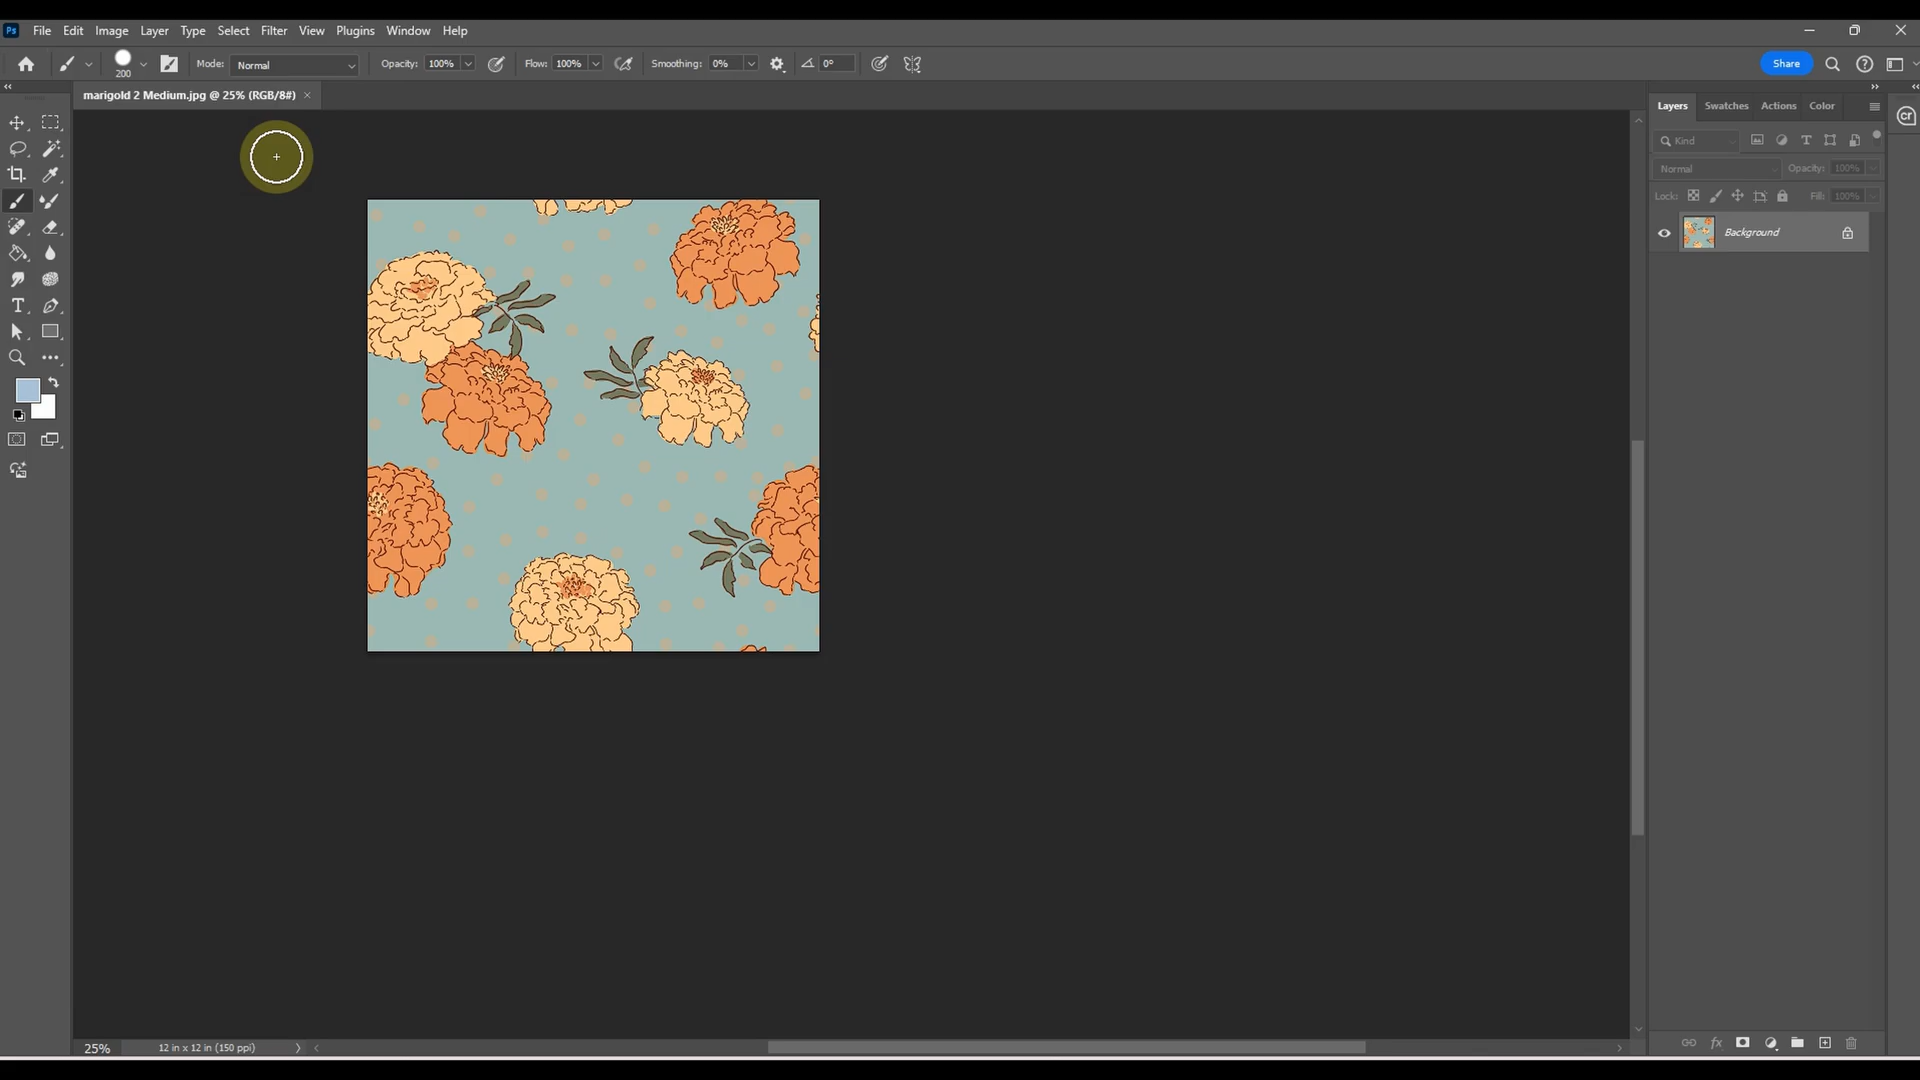 Ps File Edit Image Layer Type Select Filter View Plugins Window Help
200 Mode: Normal Opacity: 100% Flow: 100% Smoothing: 0% 0° Share
marigold 2 Medium.jpg @ 25% (RGB/8#) ×
Layers Swatches Actions Color
Kind
Normal Opacity: 100%
Lock: Fill: 100%
Background
25% 12 in x 12 in (150 ppi)
fx